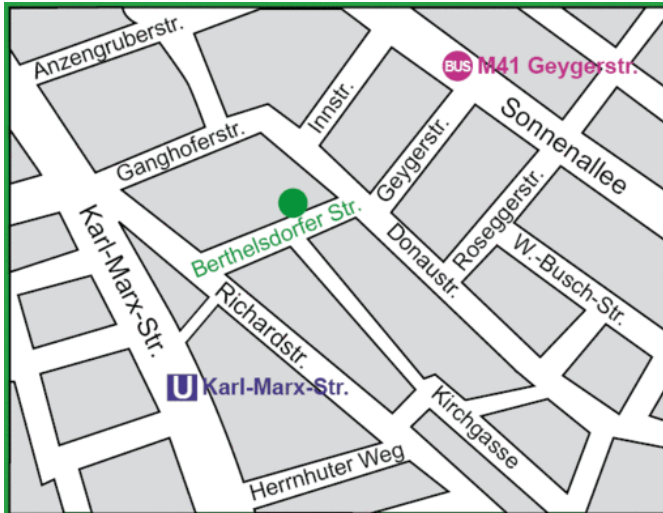 Anzengruberstr.
BUS M41 Geygerstr.
Innstr.
Sonnenallee
Ganghoferstr.
Geygerstr.
Roseggerstr.
Karl-Marx-Str.
Berthelsdorfer Str.
Donaustr.
W.-Busch-Str.
Richardstr.
U Karl-Marx-Str.
Kirchgasse
Herrnhuter Weg